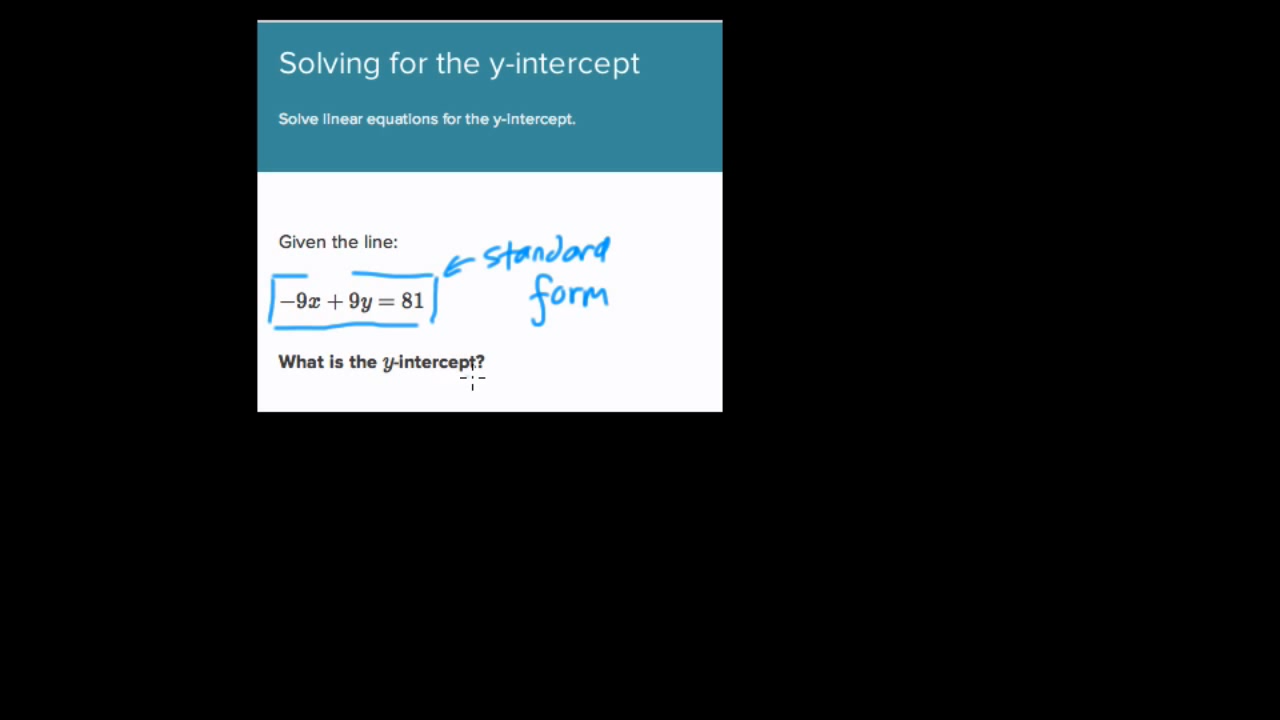 Solving for the y-intercept
Solve linear equations for the y-intercept.
Given the line:
standard
form
−9x + 9y = 81
What is the y-intercept?